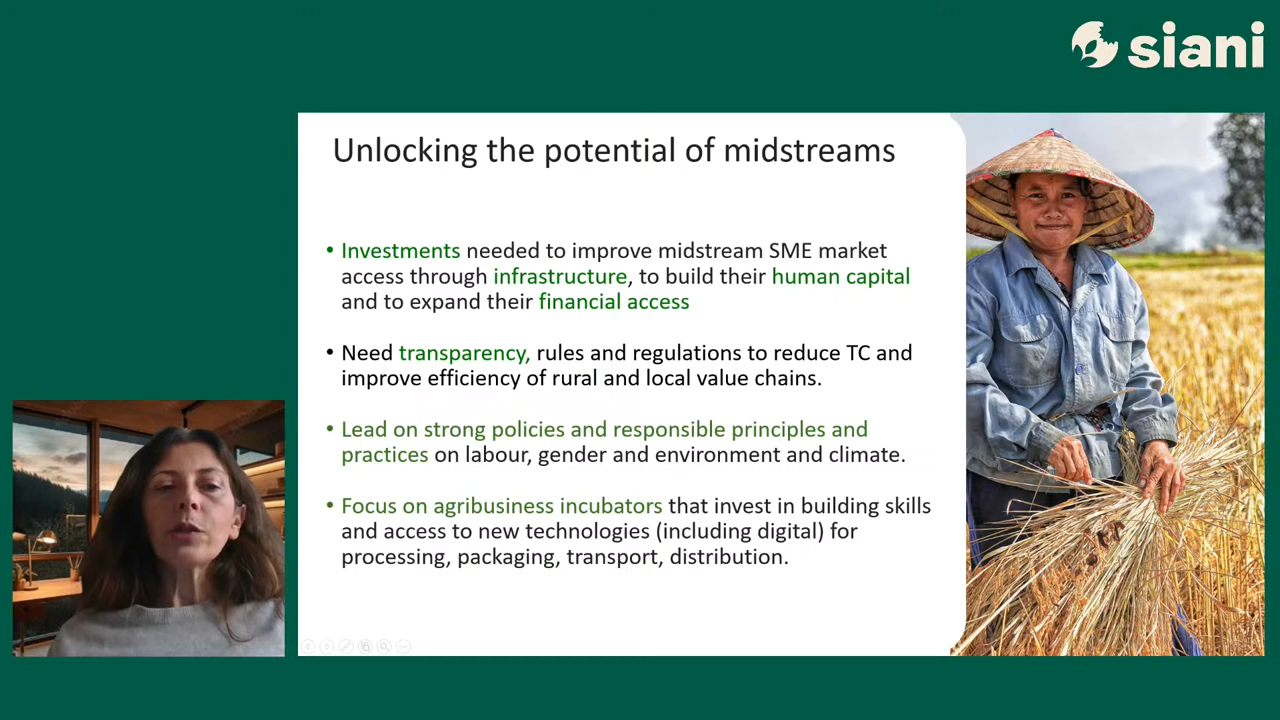 siani
Unlocking the potential of midstreams
• Investments needed to improve midstream SME market
access through infrastructure, to build their human capital
and to expand their financial access
• Need transparency, rules and regulations to reduce TC and
improve efficiency of rural and local value chains.
• Lead on strong policies and responsible principles and
practices on labour, gender and environment and climate.
• Focus on agribusiness incubators that invest in building skills
and access to new technologies (including digital) for
processing, packaging, transport, distribution.